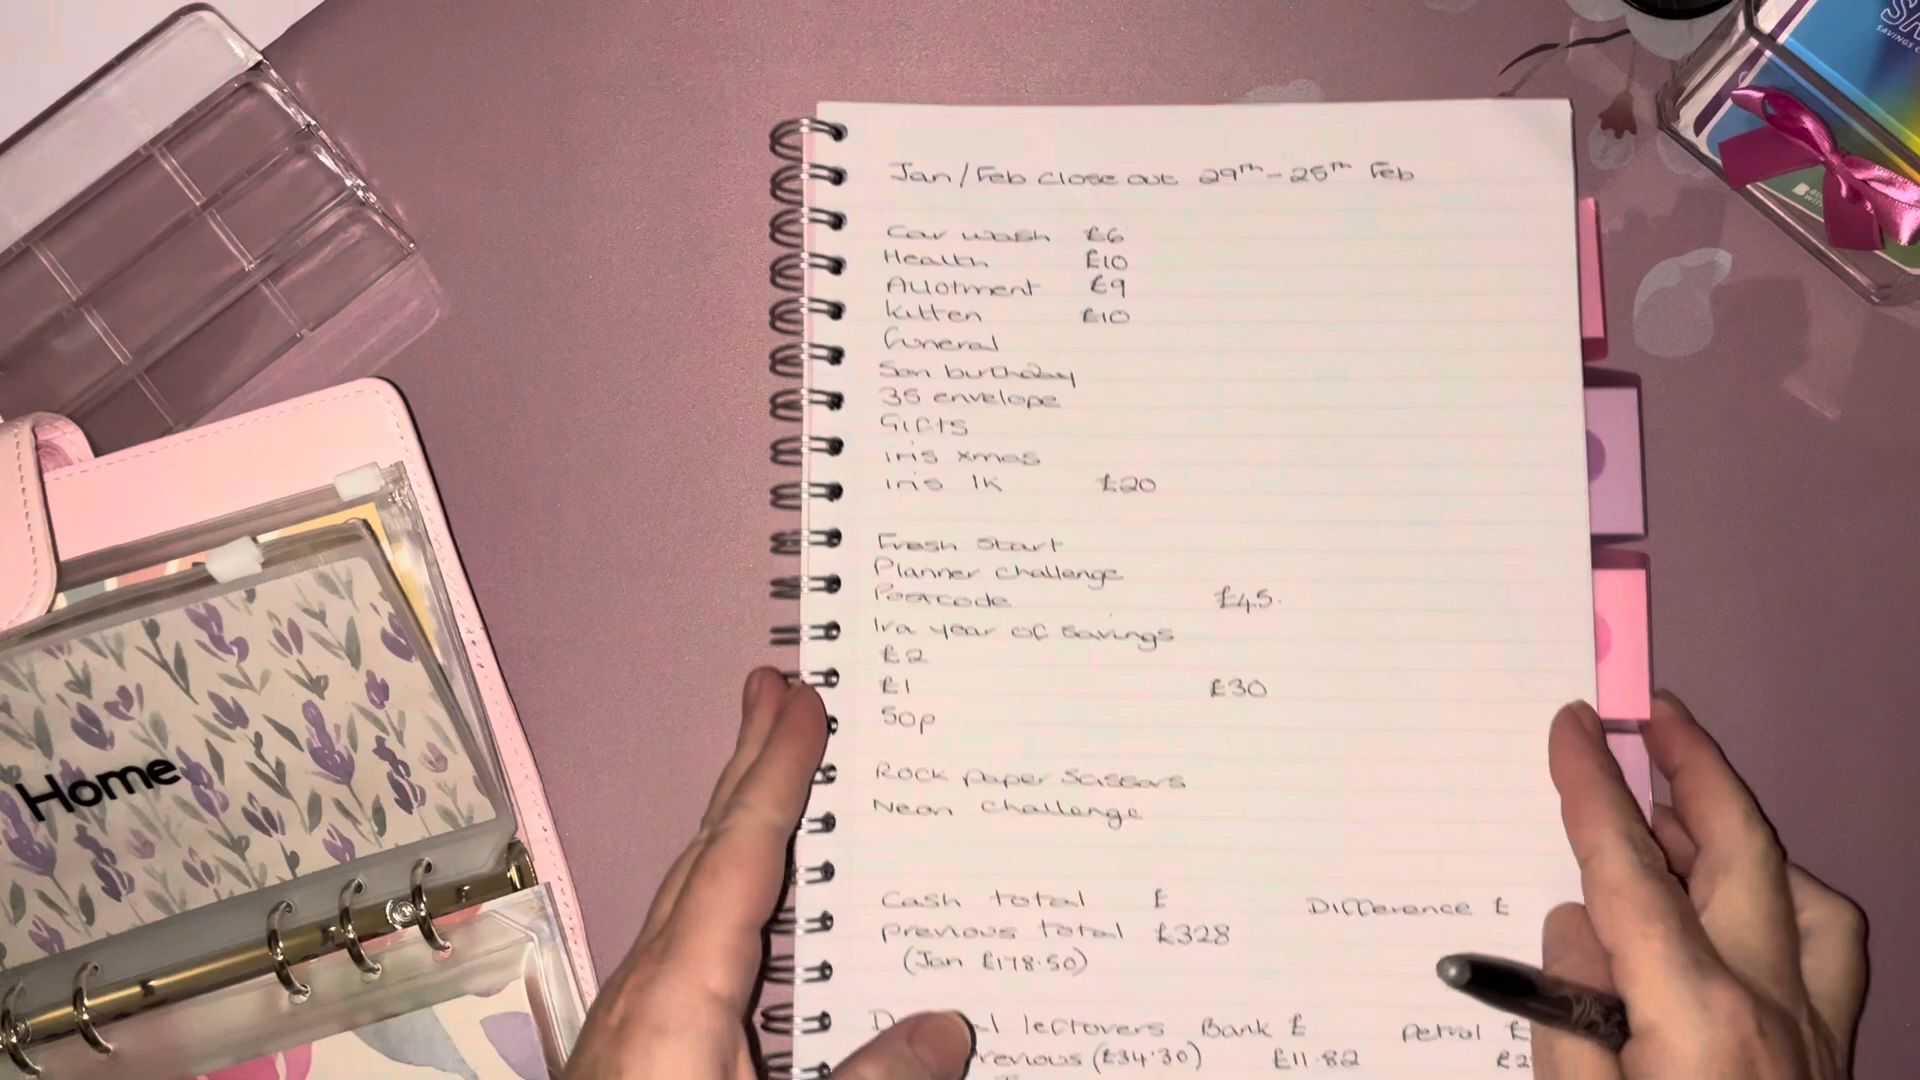 Jan/Feb close out 29th - 25th Feb
Car wash £6
Health £10
Allotment £9
Kitten £10
Funeral
Son birthday
35 envelope
Gifts
Iris xmas
Iris 1K £20
Fresh Start
Planner challenge
Postcode £45.
1ra year of savings
£2
£1 £30
50p
Rock paper Scissors
Neon challenge
Cash total £ Difference £
previous total £328
(Jan £178.50)
leftovers Bank £ Petrol £
Previous (£34.30) £11.82 £2
Home